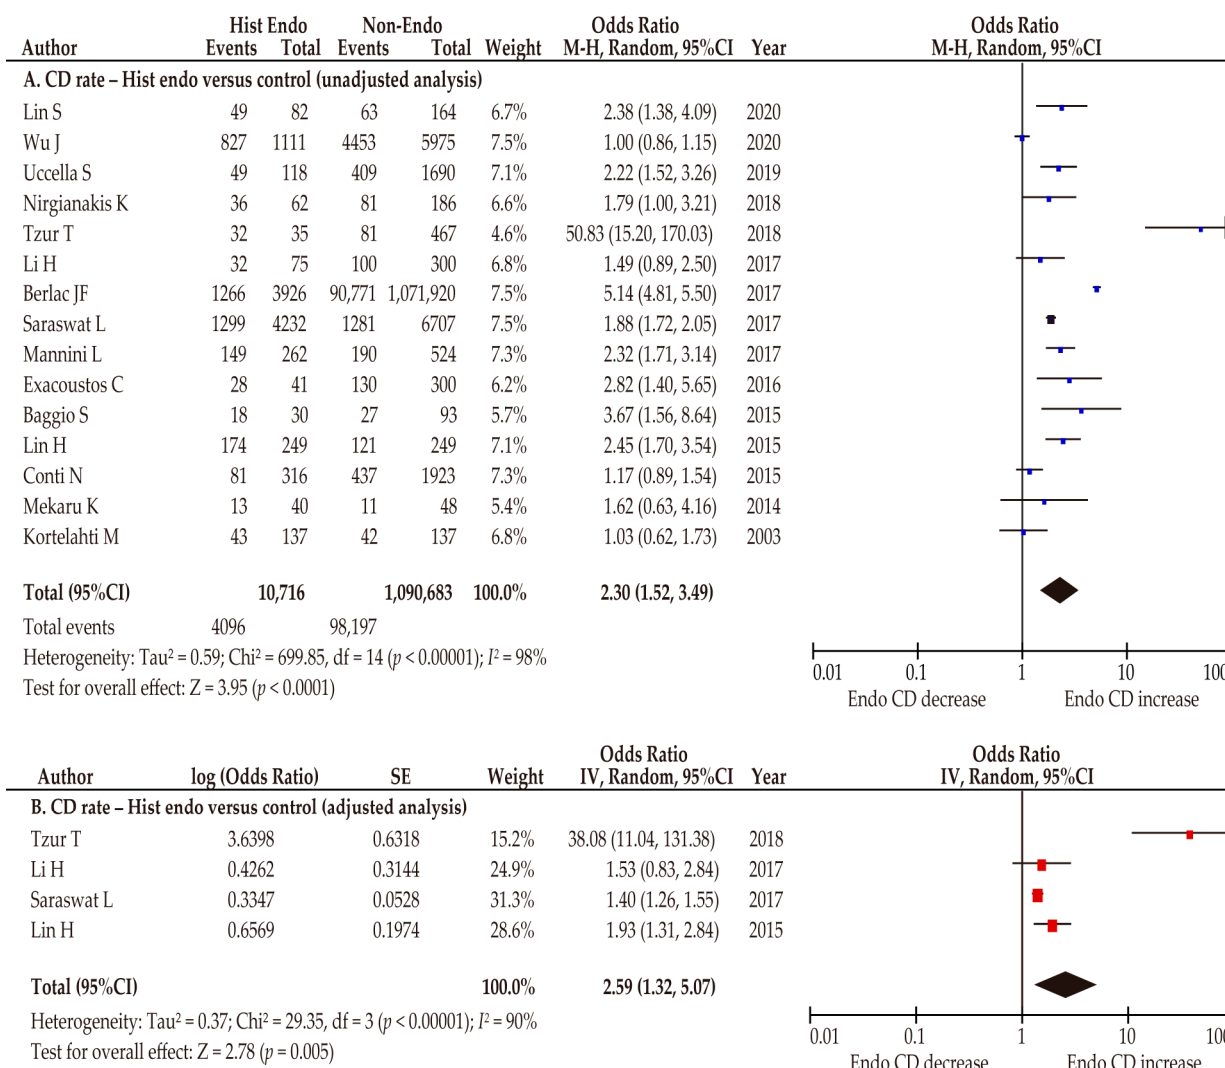 Hist Endo Non-Endo Odds Ratio Odds Ratio
Author Events Total Events Total Weight M-H, Random, 95%CI Year M-H, Random, 95%CI
A. CD rate – Hist endo versus control (unadjusted analysis)
Lin S 49 82 63 164 6.7% 2.38 (1.38, 4.09) 2020
Wu J 827 1111 4453 5975 7.5% 1.00 (0.86, 1.15) 2020
Uccella S 49 118 409 1690 7.1% 2.22 (1.52, 3.26) 2019
Nirgianakis K 36 62 81 186 6.6% 1.79 (1.00, 3.21) 2018
Tzur T 32 35 81 467 4.6% 50.83 (15.20, 170.03) 2018
Li H 32 75 100 300 6.8% 1.49 (0.89, 2.50) 2017
Berlac JF 1266 3926 90,771 1,071,920 7.5% 5.14 (4.81, 5.50) 2017
Saraswat L 1299 4232 1281 6707 7.5% 1.88 (1.72, 2.05) 2017
Mannini L 149 262 190 524 7.3% 2.32 (1.71, 3.14) 2017
Exacoustos C 28 41 130 300 6.2% 2.82 (1.40, 5.65) 2016
Baggio S 18 30 27 93 5.7% 3.67 (1.56, 8.64) 2015
Lin H 174 249 121 249 7.1% 2.45 (1.70, 3.54) 2015
Conti N 81 316 437 1923 7.3% 1.17 (0.89, 1.54) 2015
Mekaru K 13 40 11 48 5.4% 1.62 (0.63, 4.16) 2014
Kortelahti M 43 137 42 137 6.8% 1.03 (0.62, 1.73) 2003
Total (95%CI) 10,716 1,090,683 100.0% 2.30 (1.52, 3.49)
Total events 4096 98,197
Heterogeneity: Tau² = 0.59; Chi² = 699.85, df = 14 (p < 0.00001); I² = 98%
Test for overall effect: Z = 3.95 (p < 0.0001)
0.01 0.1 1 10 100
Endo CD decrease Endo CD increase
Odds Ratio Odds Ratio
Author log (Odds Ratio) SE Weight IV, Random, 95%CI Year IV, Random, 95%CI
B. CD rate – Hist endo versus control (adjusted analysis)
Tzur T 3.6398 0.6318 15.2% 38.08 (11.04, 131.38) 2018
Li H 0.4262 0.3144 24.9% 1.53 (0.83, 2.84) 2017
Saraswat L 0.3347 0.0528 31.3% 1.40 (1.26, 1.55) 2017
Lin H 0.6569 0.1974 28.6% 1.93 (1.31, 2.84) 2015
Total (95%CI) 100.0% 2.59 (1.32, 5.07)
Heterogeneity: Tau² = 0.37; Chi² = 29.35, df = 3 (p < 0.00001); I² = 90%
Test for overall effect: Z = 2.78 (p = 0.005)
0.01 0.1 1 10 100
Endo CD decrease Endo CD increase